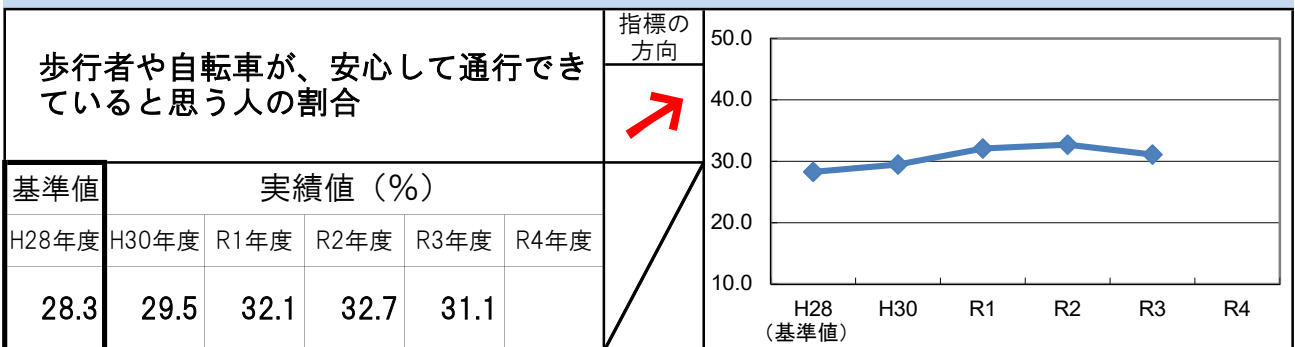 歩行者や自転車が、安心して通行でき
ていると思う人の割合
指標の
方向
基準値 実績値（％）
H28年度 H30年度 R1年度 R2年度 R3年度 R4年度
28.3 29.5 32.1 32.7 31.1
50.0
40.0
30.0
20.0
10.0
H28 H30 R1 R2 R3 R4
（基準値）